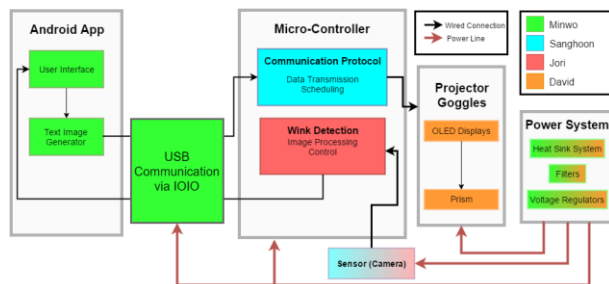 Android App
User Interface
Text Image
Generator
USB
Communication
via IOIO
Micro-Controller
Communication Protocol
Data Transmission
Scheduling
Wink Detection
Image Processing
Control
Sensor (Camera)
Wired Connection
Power Line
Projector
Goggles
OLED Displays
Prism
Minwo
Sanghoon
Jori
David
Power System
Heat Sink System
Filters
Voltage Regulators